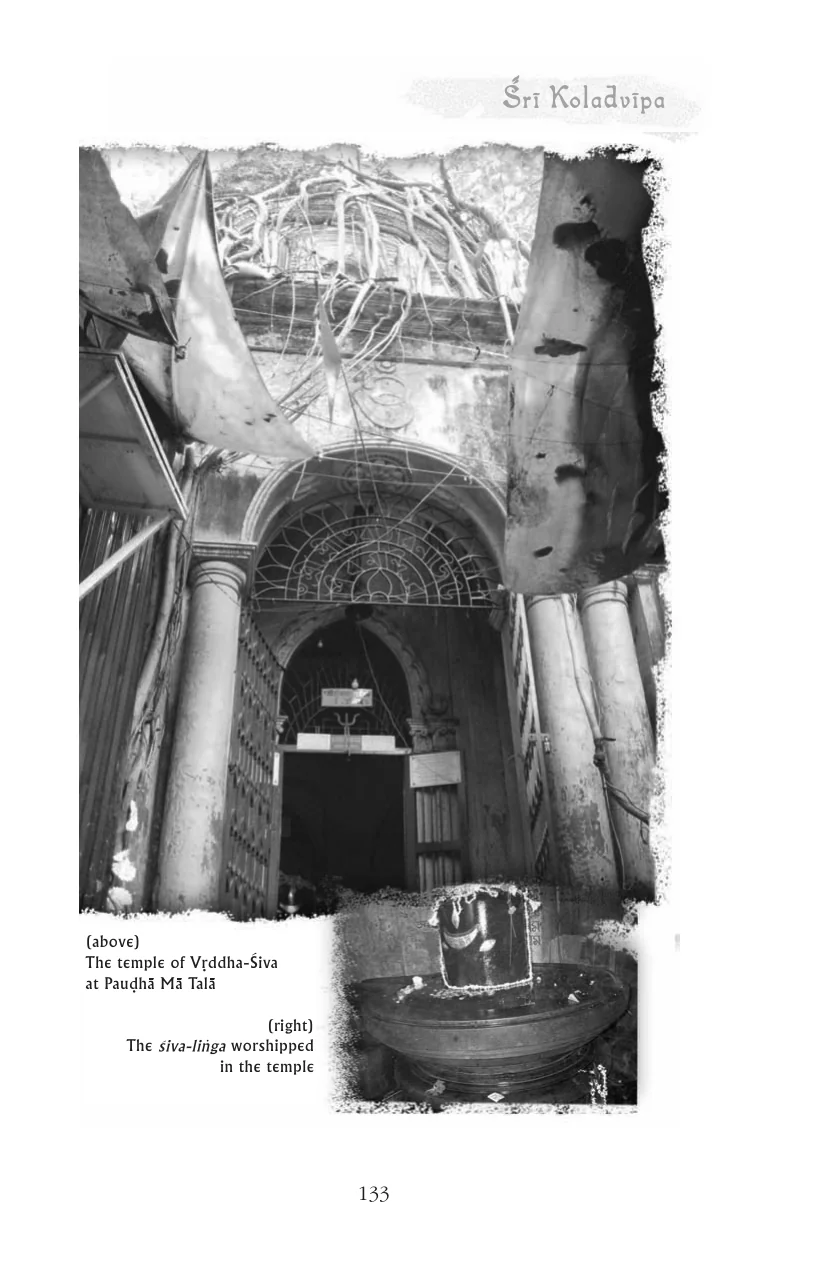 Śrī Koladvīpa
(above)
The temple of Vṛddha-Śiva
at Pauḍhā Mā Talā
(right)
The śiva-liṅga worshipped
in the temple
133